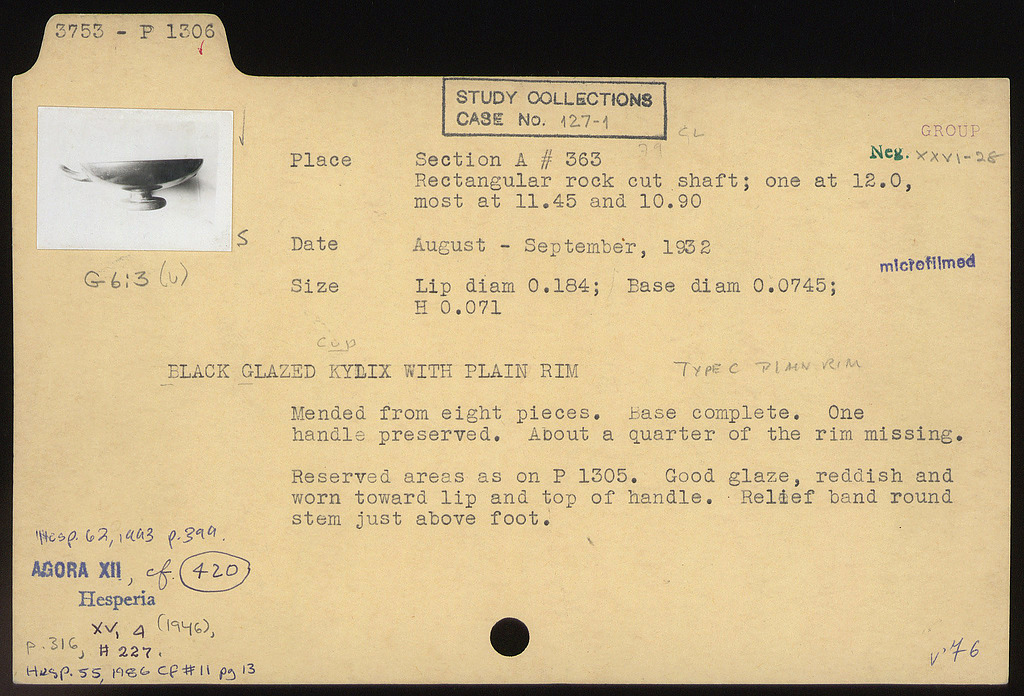 3753 - P 1306
STUDY COLLECTIONS
CASE No. 127-1
CL
79
GROUP
Neg. XXVI-28
Place Section A # 363
Rectangular rock cut shaft; one at 12.0,
most at 11.45 and 10.90
S
Date August - September, 1932
microfilmed
G 6:3 (U)
Size Lip diam 0.184; Base diam 0.0745;
H 0.071
cup
BLACK GLAZED KYLIX WITH PLAIN RIM
TYPE C PLAIN RIM
Mended from eight pieces. Base complete. One
handle preserved. About a quarter of the rim missing.
Reserved areas as on P 1305. Good glaze, reddish and
worn toward lip and top of handle. Relief band round
stem just above foot.
Hesp. 62, 1993 p. 399.
AGORA XII, cf. 420
Hesperia
XV, 4 (1946),
p. 316, # 227.
Hesp. 55, 1986 cf # 11 pg 13
v '76